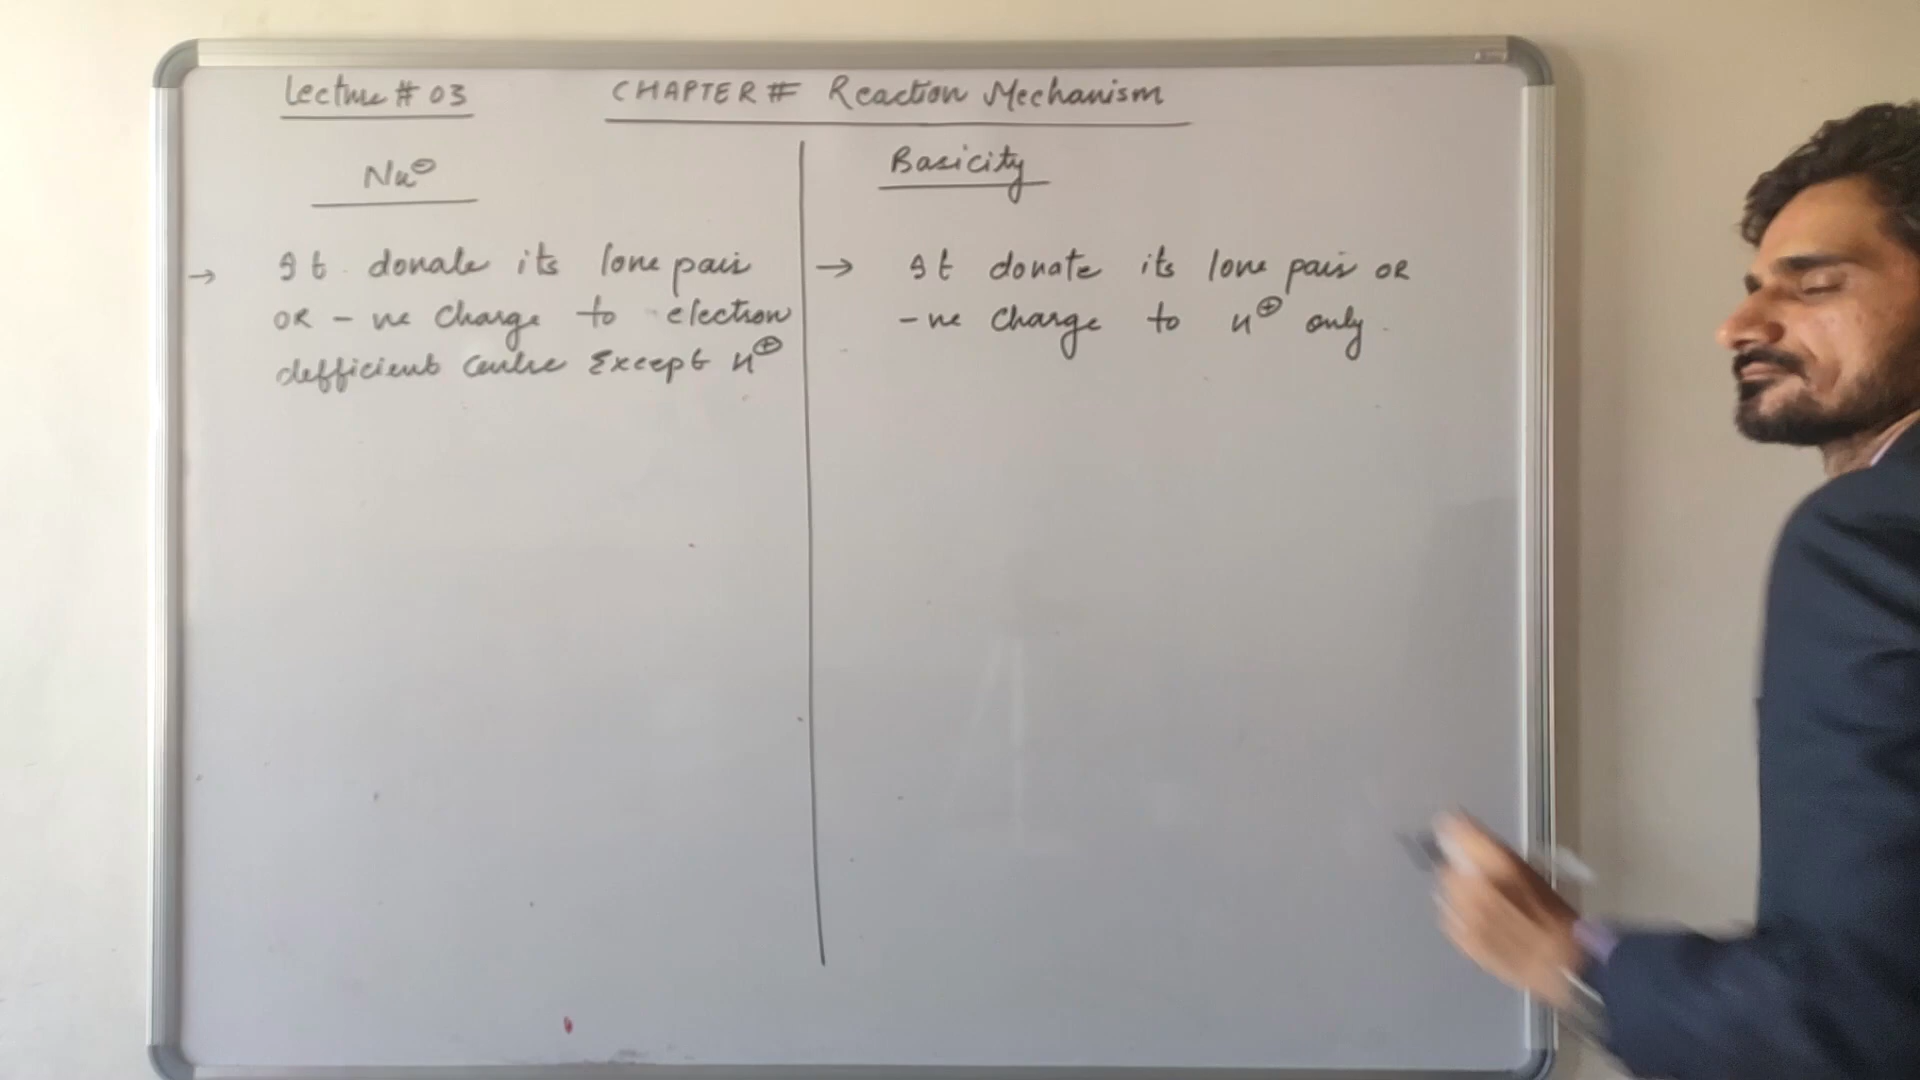 Lecture # 03 CHAPTER # Reaction Mechanism
Nu⊖
→ It donate its lone pair
OR -ve charge to electron
defficient centre Except H⊕
Basicity
→ It donate its lone pair OR
-ve charge to H⊕ only.